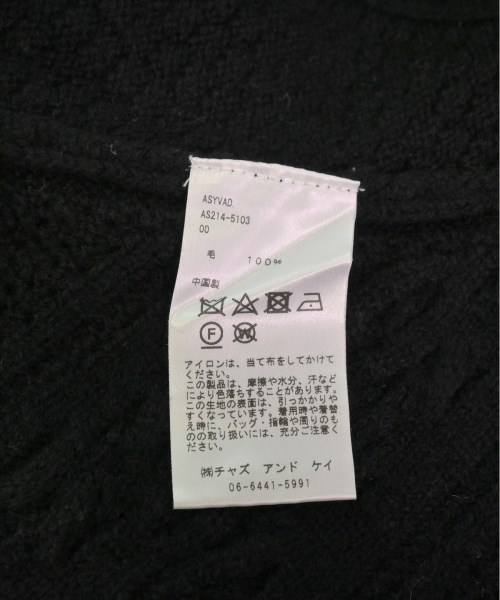 ASYVAD.
AS214-5103
00
毛 100%
中国製
F W
アイロンは、当て布をしてかけて
ください。
この製品は、摩擦や水分、汗など
により色落ちすることがあります。
この生地の表面は、引っかかりや
すくなっています。着用時や着替
え時に、バッグ・指輪や周りのも
のの取り扱いには、充分ご注意く
ださい。
㈱チャズ アンド ケイ
06-6441-5991